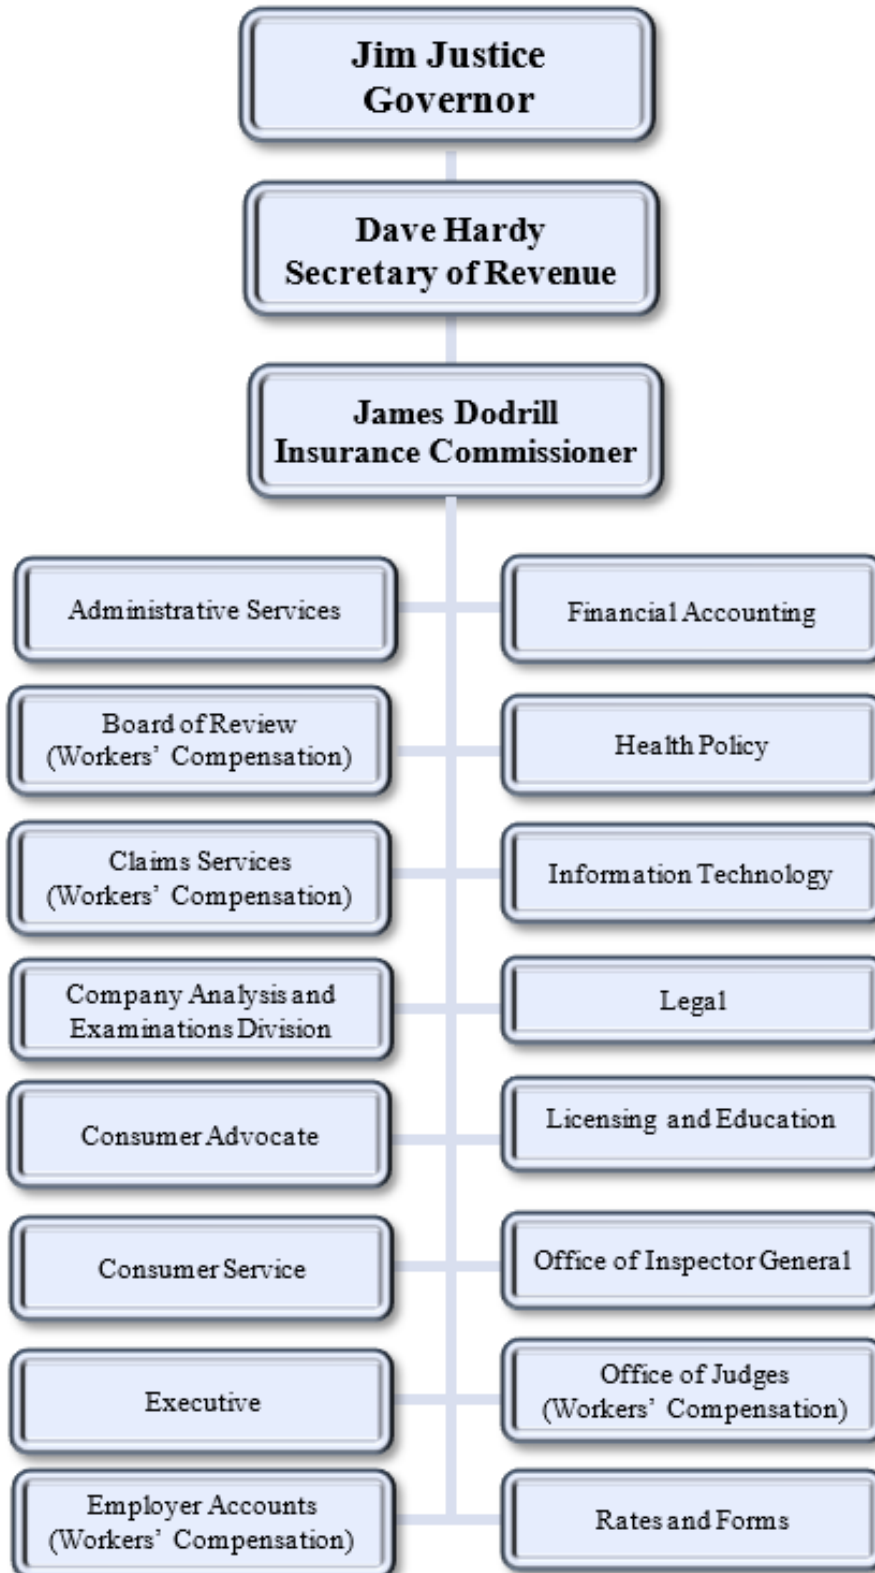 Jim Justice
Governor
Dave Hardy
Secretary of Revenue
James Dodrill
Insurance Commissioner
Administrative Services
Financial Accounting
Board of Review
(Workers’ Compensation)
Health Policy
Claims Services
(Workers’ Compensation)
Information Technology
Company Analysis and
Examinations Division
Legal
Consumer Advocate
Licensing and Education
Consumer Service
Office of Inspector General
Executive
Office of Judges
(Workers’ Compensation)
Employer Accounts
(Workers’ Compensation)
Rates and Forms